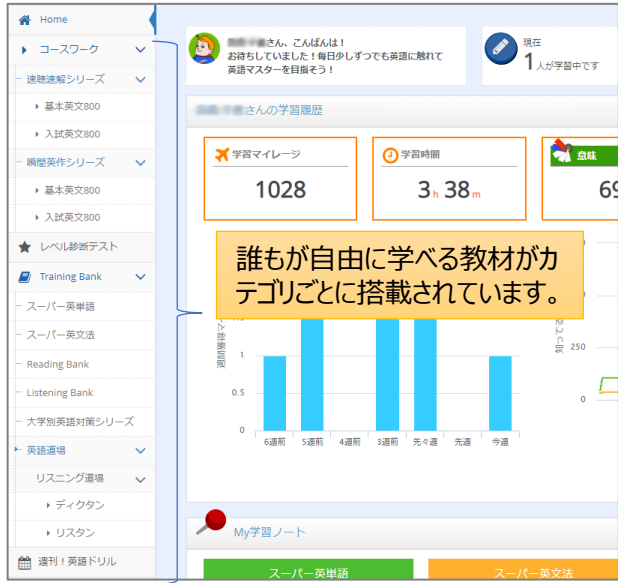 Home
コースワーク
速聴速解シリーズ
基本英文800
入試英文800
瞬間英作シリーズ
基本英文800
入試英文800
レベル診断テスト
Training Bank
スーパー英単語
スーパー英文法
Reading Bank
Listening Bank
大学別英語対策シリーズ
英語道場
リスニング道場
ディクタン
リスタン
週刊！英語ドリル
さん、こんばんは！
お待ちしていました！毎日少しずつでも英語に触れて
英語マスターを目指そう！
現在
1人が学習中です
さんの学習履歴
学習マイレージ
1028
学習時間
3 h 38 m
意味
69
誰もが自由に学べる教材がカ
テゴリごとに搭載されています。
1
0.5
0
6週前 5週前 4週前 3週前 先々週 先週 今週
250
0
My学習ノート
スーパー英単語
スーパー英文法